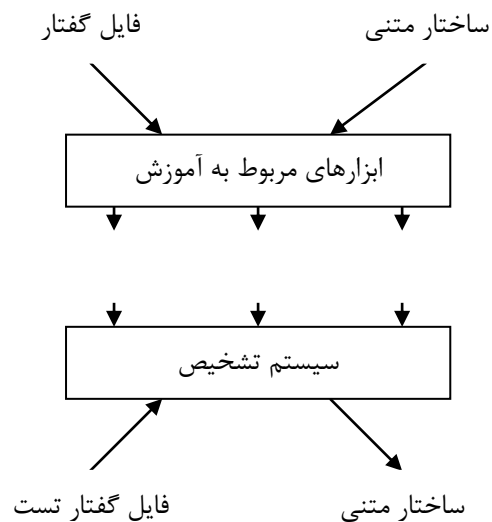 ساختار متنی
فایل گفتار
ابزارهای مربوط به آموزش
سیستم تشخیص
ساختار متنی
فایل گفتار تست